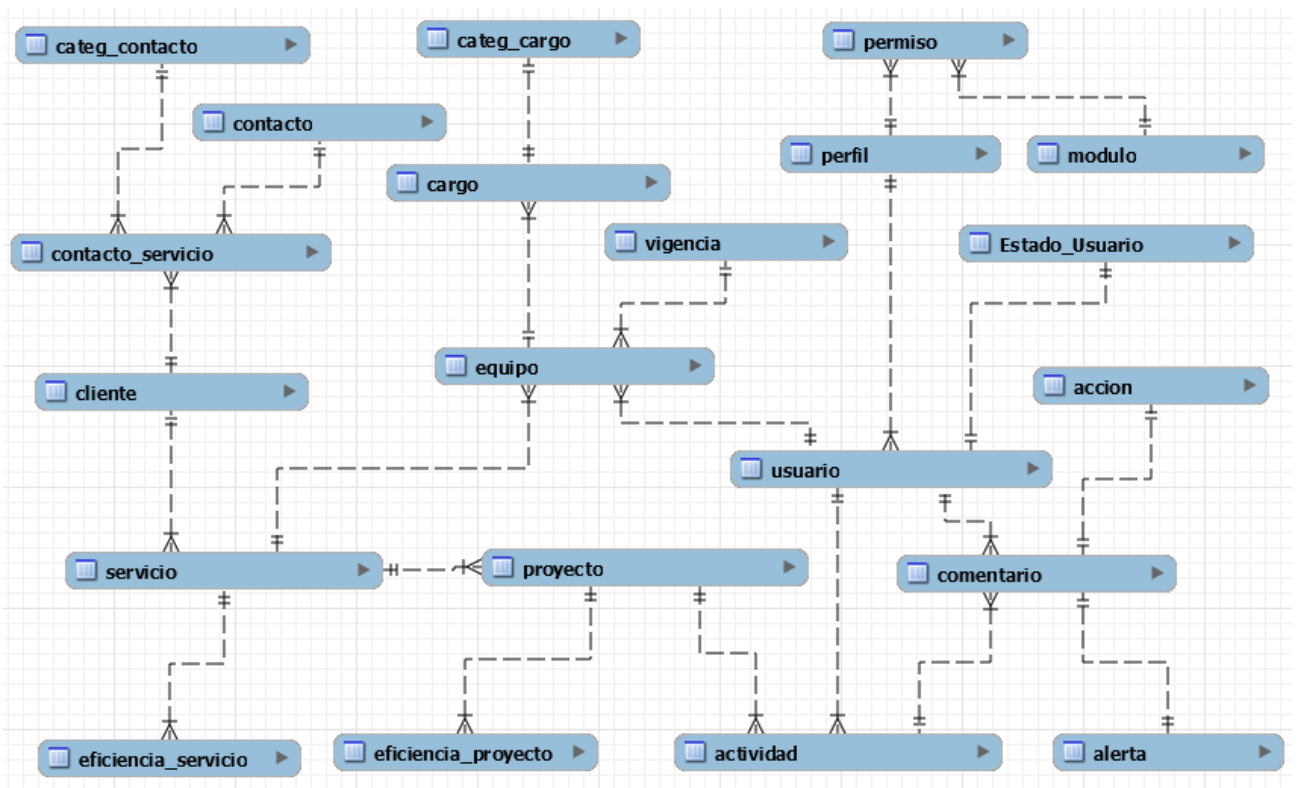 categ_contacto
categ_cargo
permiso
contacto
perfil
modulo
cargo
contacto_servicio
vigencia
Estado_Usuario
equipo
cliente
accion
usuario
servicio
proyecto
comentario
eficiencia_servicio
eficiencia_proyecto
actividad
alerta